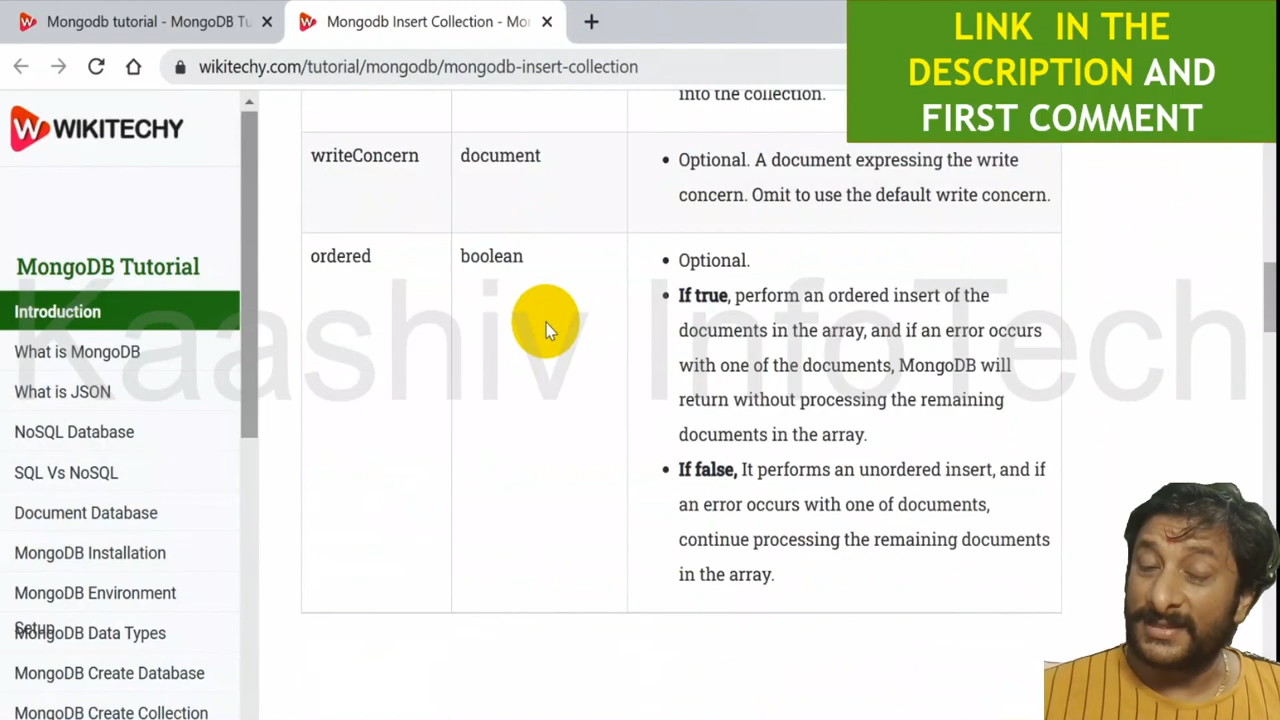 Mongodb tutorial - MongoDB Tu
Mongodb Insert Collection - Mo
LINK IN THE
DESCRIPTION AND
FIRST COMMENT
wikitechy.com/tutorial/mongodb/mongodb-insert-collection
W WIKITECHY
MongoDB Tutorial
Introduction
What is MongoDB
What is JSON
NoSQL Database
SQL Vs NoSQL
Document Database
MongoDB Installation
MongoDB Environment
Setup
MongoDB Data Types
MongoDB Create Database
MongoDB Create Collection
into the collection.
writeConcern
document
• Optional. A document expressing the write
concern. Omit to use the default write concern.
ordered
boolean
• Optional.
• If true, perform an ordered insert of the
documents in the array, and if an error occurs
with one of the documents, MongoDB will
return without processing the remaining
documents in the array.
• If false, It performs an unordered insert, and if
an error occurs with one of documents,
continue processing the remaining documents
in the array.
Kaashiv InfoTech